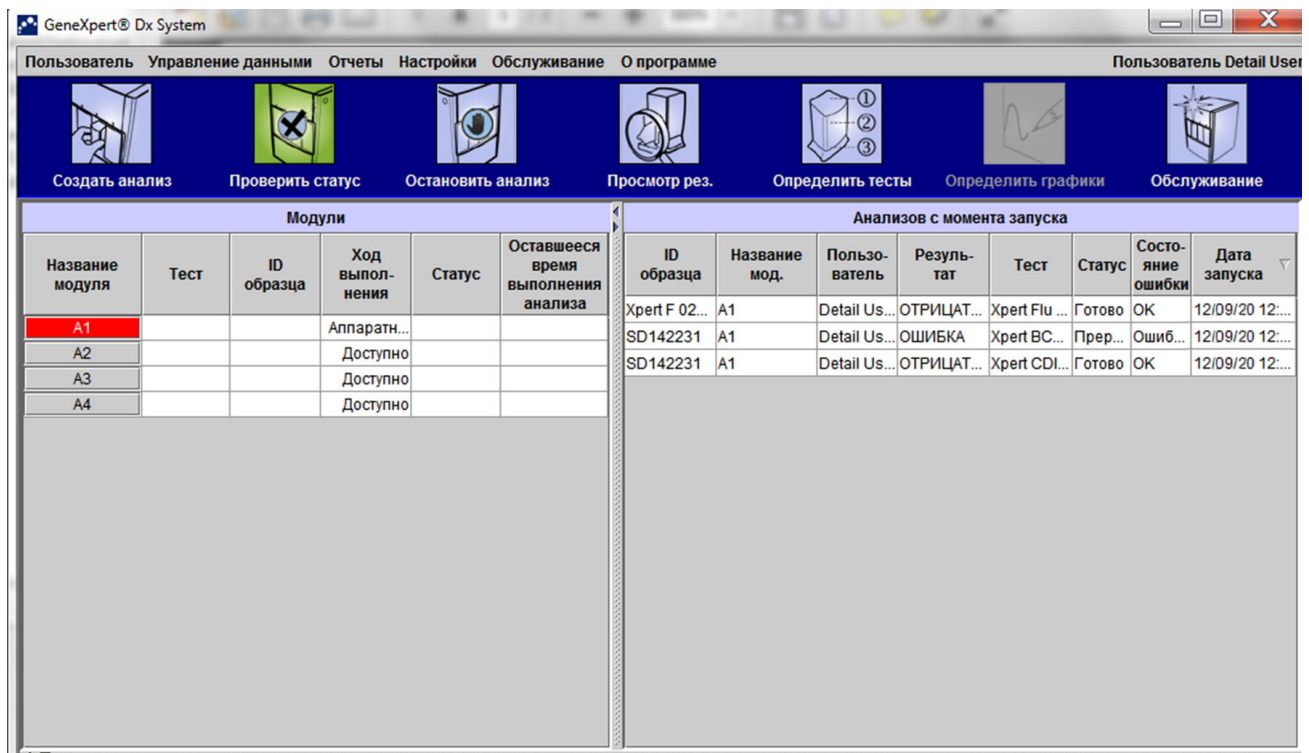 GeneXpert® Dx System
Пользователь Управление данными Отчеты Настройки Обслуживание О программе Пользователь Detail User
① ② ③
Создать анализ Проверить статус Остановить анализ Просмотр рез. Определить тесты Определить графики Обслуживание
Модули Анализов с момента запуска
Название модуля
Тест
ID образца
Ход выпол-
нения
Статус
Оставшееся время выполнения анализа
ID образца
Название мод.
Пользо-
ватель
Резуль-
тат
Тест
Статус
Состо-
яние ошибки
Дата запуска
A1 Аппаратн...
A2 Доступно
A3 Доступно
A4 Доступно
Xpert F 02... A1 Detail Us... ОТРИЦАТ... Xpert Flu ... Готово OK 12/09/20 12:...
SD142231 A1 Detail Us... ОШИБКА Xpert BC... Прер... Ошиб... 12/09/20 12:...
SD142231 A1 Detail Us... ОТРИЦАТ... Xpert CDI... Готово OK 12/09/20 12:...